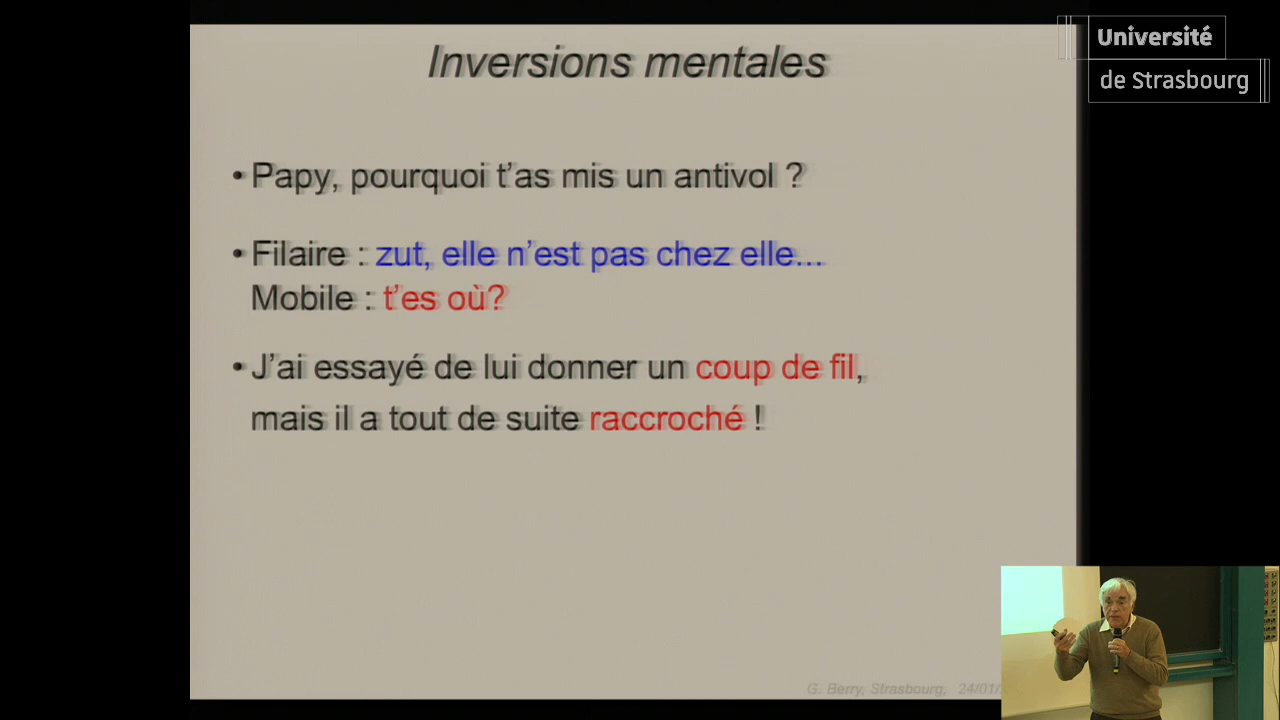 Université
de Strasbourg
Inversions mentales
• Papy, pourquoi t'as mis un antivol ?
• Filaire : zut, elle n'est pas chez elle...
Mobile : t'es où?
• J'ai essayé de lui donner un coup de fil,
mais il a tout de suite raccroché !
G. Berry, Strasbourg, 24/01/